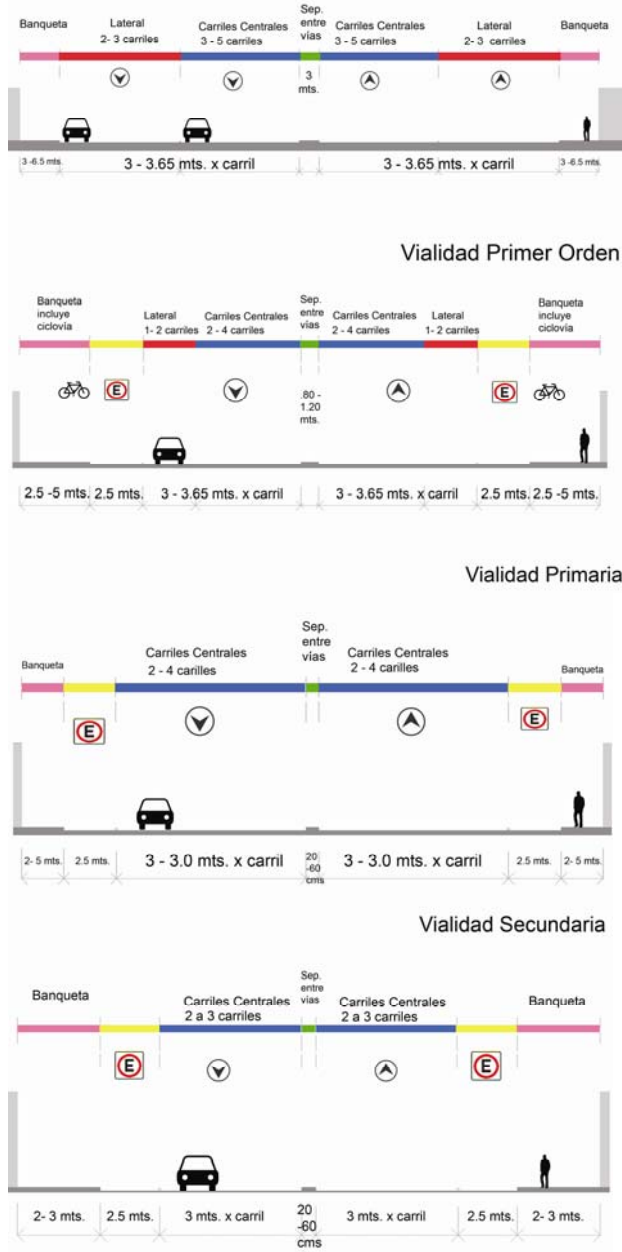 Banqueta
Lateral
2- 3 carriles
Carriles Centrales
3 - 5 carriles
Sep.
entre
vías
Carriles Centrales
3 - 5 carriles
Lateral
2- 3 carriles
Banqueta
3
mts.
3 -6.5 mts.
3 - 3.65 mts. x carril
3 - 3.65 mts. x carril
3 -6.5 mts.
Vialidad Primer Orden
Banqueta
incluye
ciclovía
Lateral
1- 2 carriles
Carriles Centrales
2 - 4 carriles
Sep.
entre
vías
Carriles Centrales
2 - 4 carriles
Lateral
1- 2 carriles
Banqueta
incluye
ciclovía
E
.80 -
1.20
mts.
E
2.5 -5 mts.
2.5 mts.
3 - 3.65 mts. x carril
3 - 3.65 mts. x carril
2.5 mts.
2.5 -5 mts.
Vialidad Primaria
Banqueta
Carriles Centrales
2 - 4 carilles
Sep.
entre
vías
Carriles Centrales
2 - 4 carilles
Banqueta
E
E
2- 5 mts.
2.5 mts.
3 - 3.0 mts. x carril
20
-60
cms
3 - 3.0 mts. x carril
2.5 mts.
2- 5 mts.
Vialidad Secundaria
Banqueta
Carriles Centrales
2 a 3 carriles
Sep.
entre
vías
Carriles Centrales
2 a 3 carriles
Banqueta
E
E
2- 3 mts.
2.5 mts.
3 mts. x carril
20
-60
cms
3 mts. x carril
2.5 mts.
2- 3 mts.